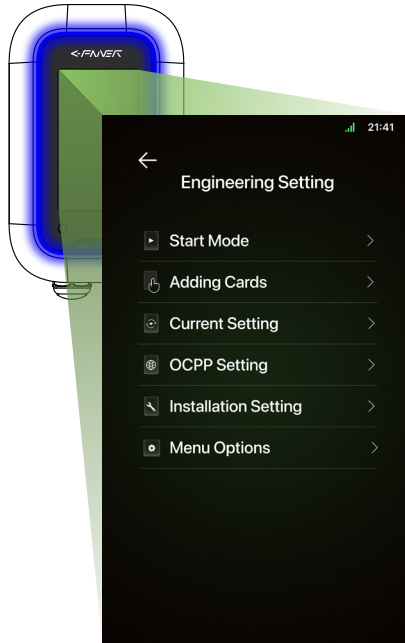 21:41
Engineering Setting
Start Mode
Adding Cards
Current Setting
OCPP Setting
Installation Setting
Menu Options